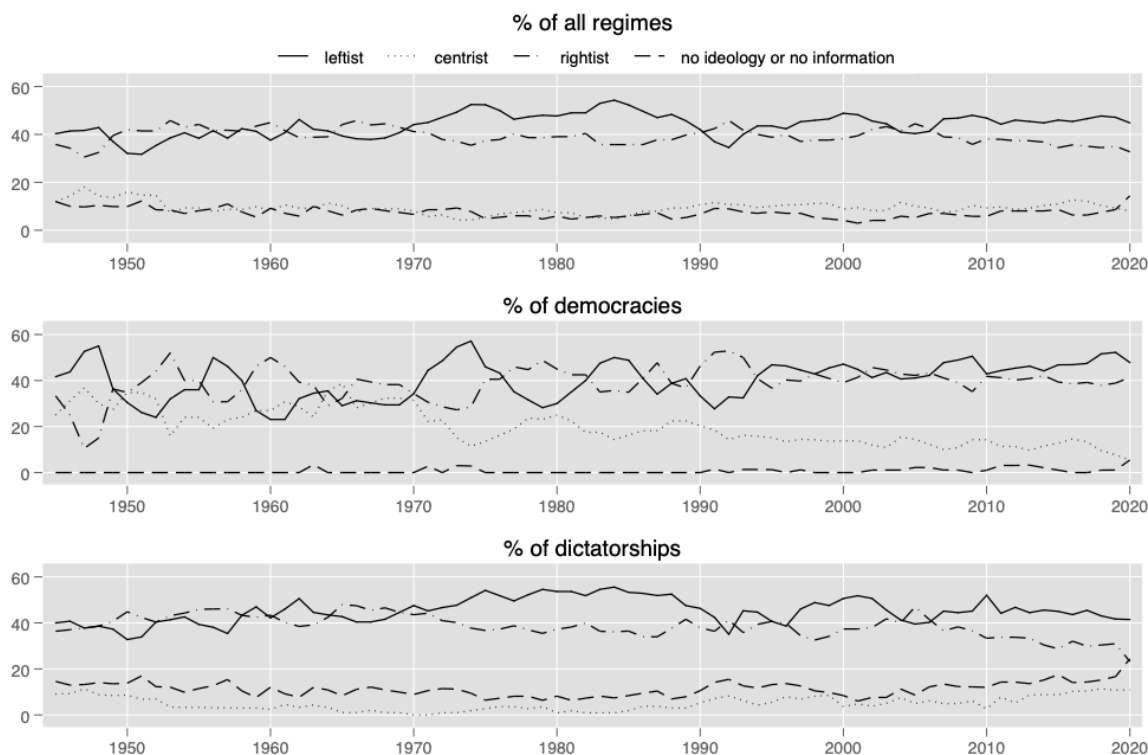 % of all regimes
leftist centrist rightist no ideology or no information
60
40
20
0
1950 1960 1970 1980 1990 2000 2010 2020
% of democracies
60
40
20
0
1950 1960 1970 1980 1990 2000 2010 2020
% of dictatorships
60
40
20
0
1950 1960 1970 1980 1990 2000 2010 2020